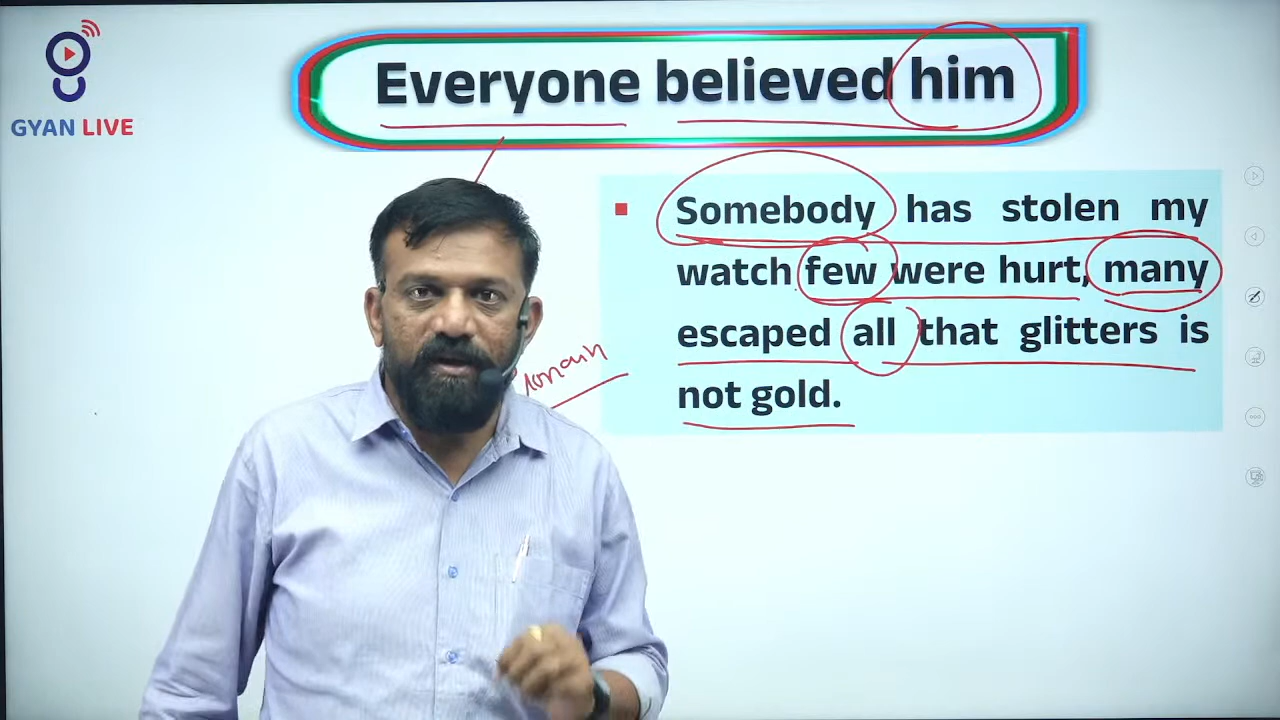 GYAN LIVE
Everyone believed him
Somebody has stolen my
watch few were hurt, many
escaped all that glitters is
not gold.